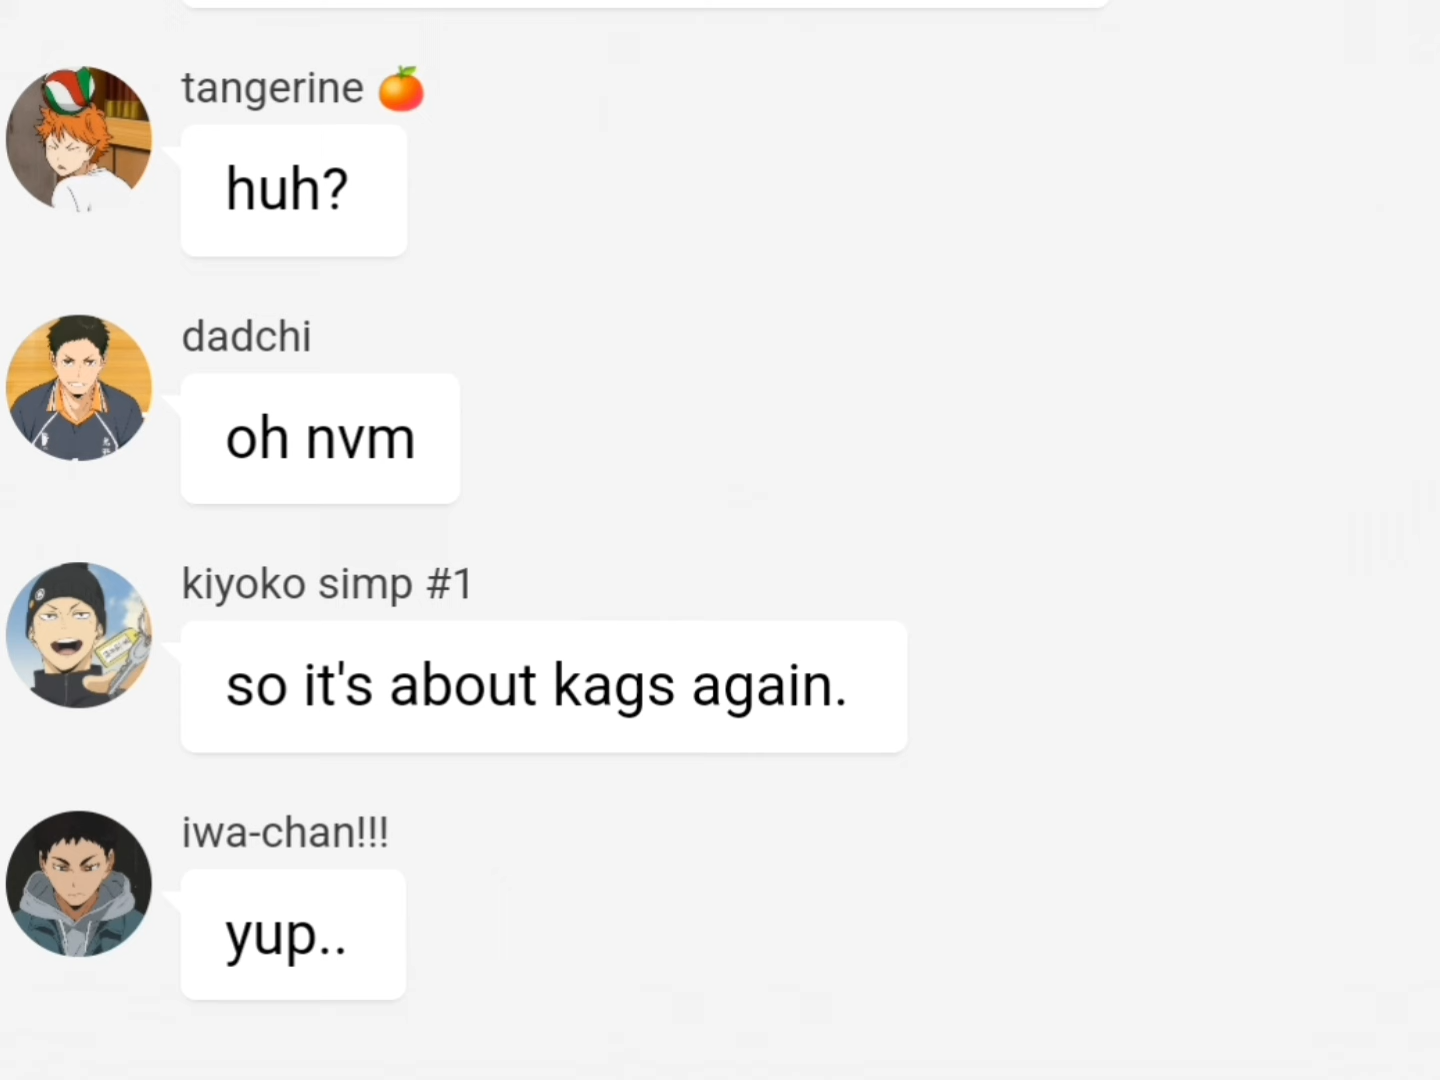 tangerine 🍊
huh?
dadchi
oh nvm
kiyoko simp #1
so it's about kags again.
iwa-chan!!!
yup..